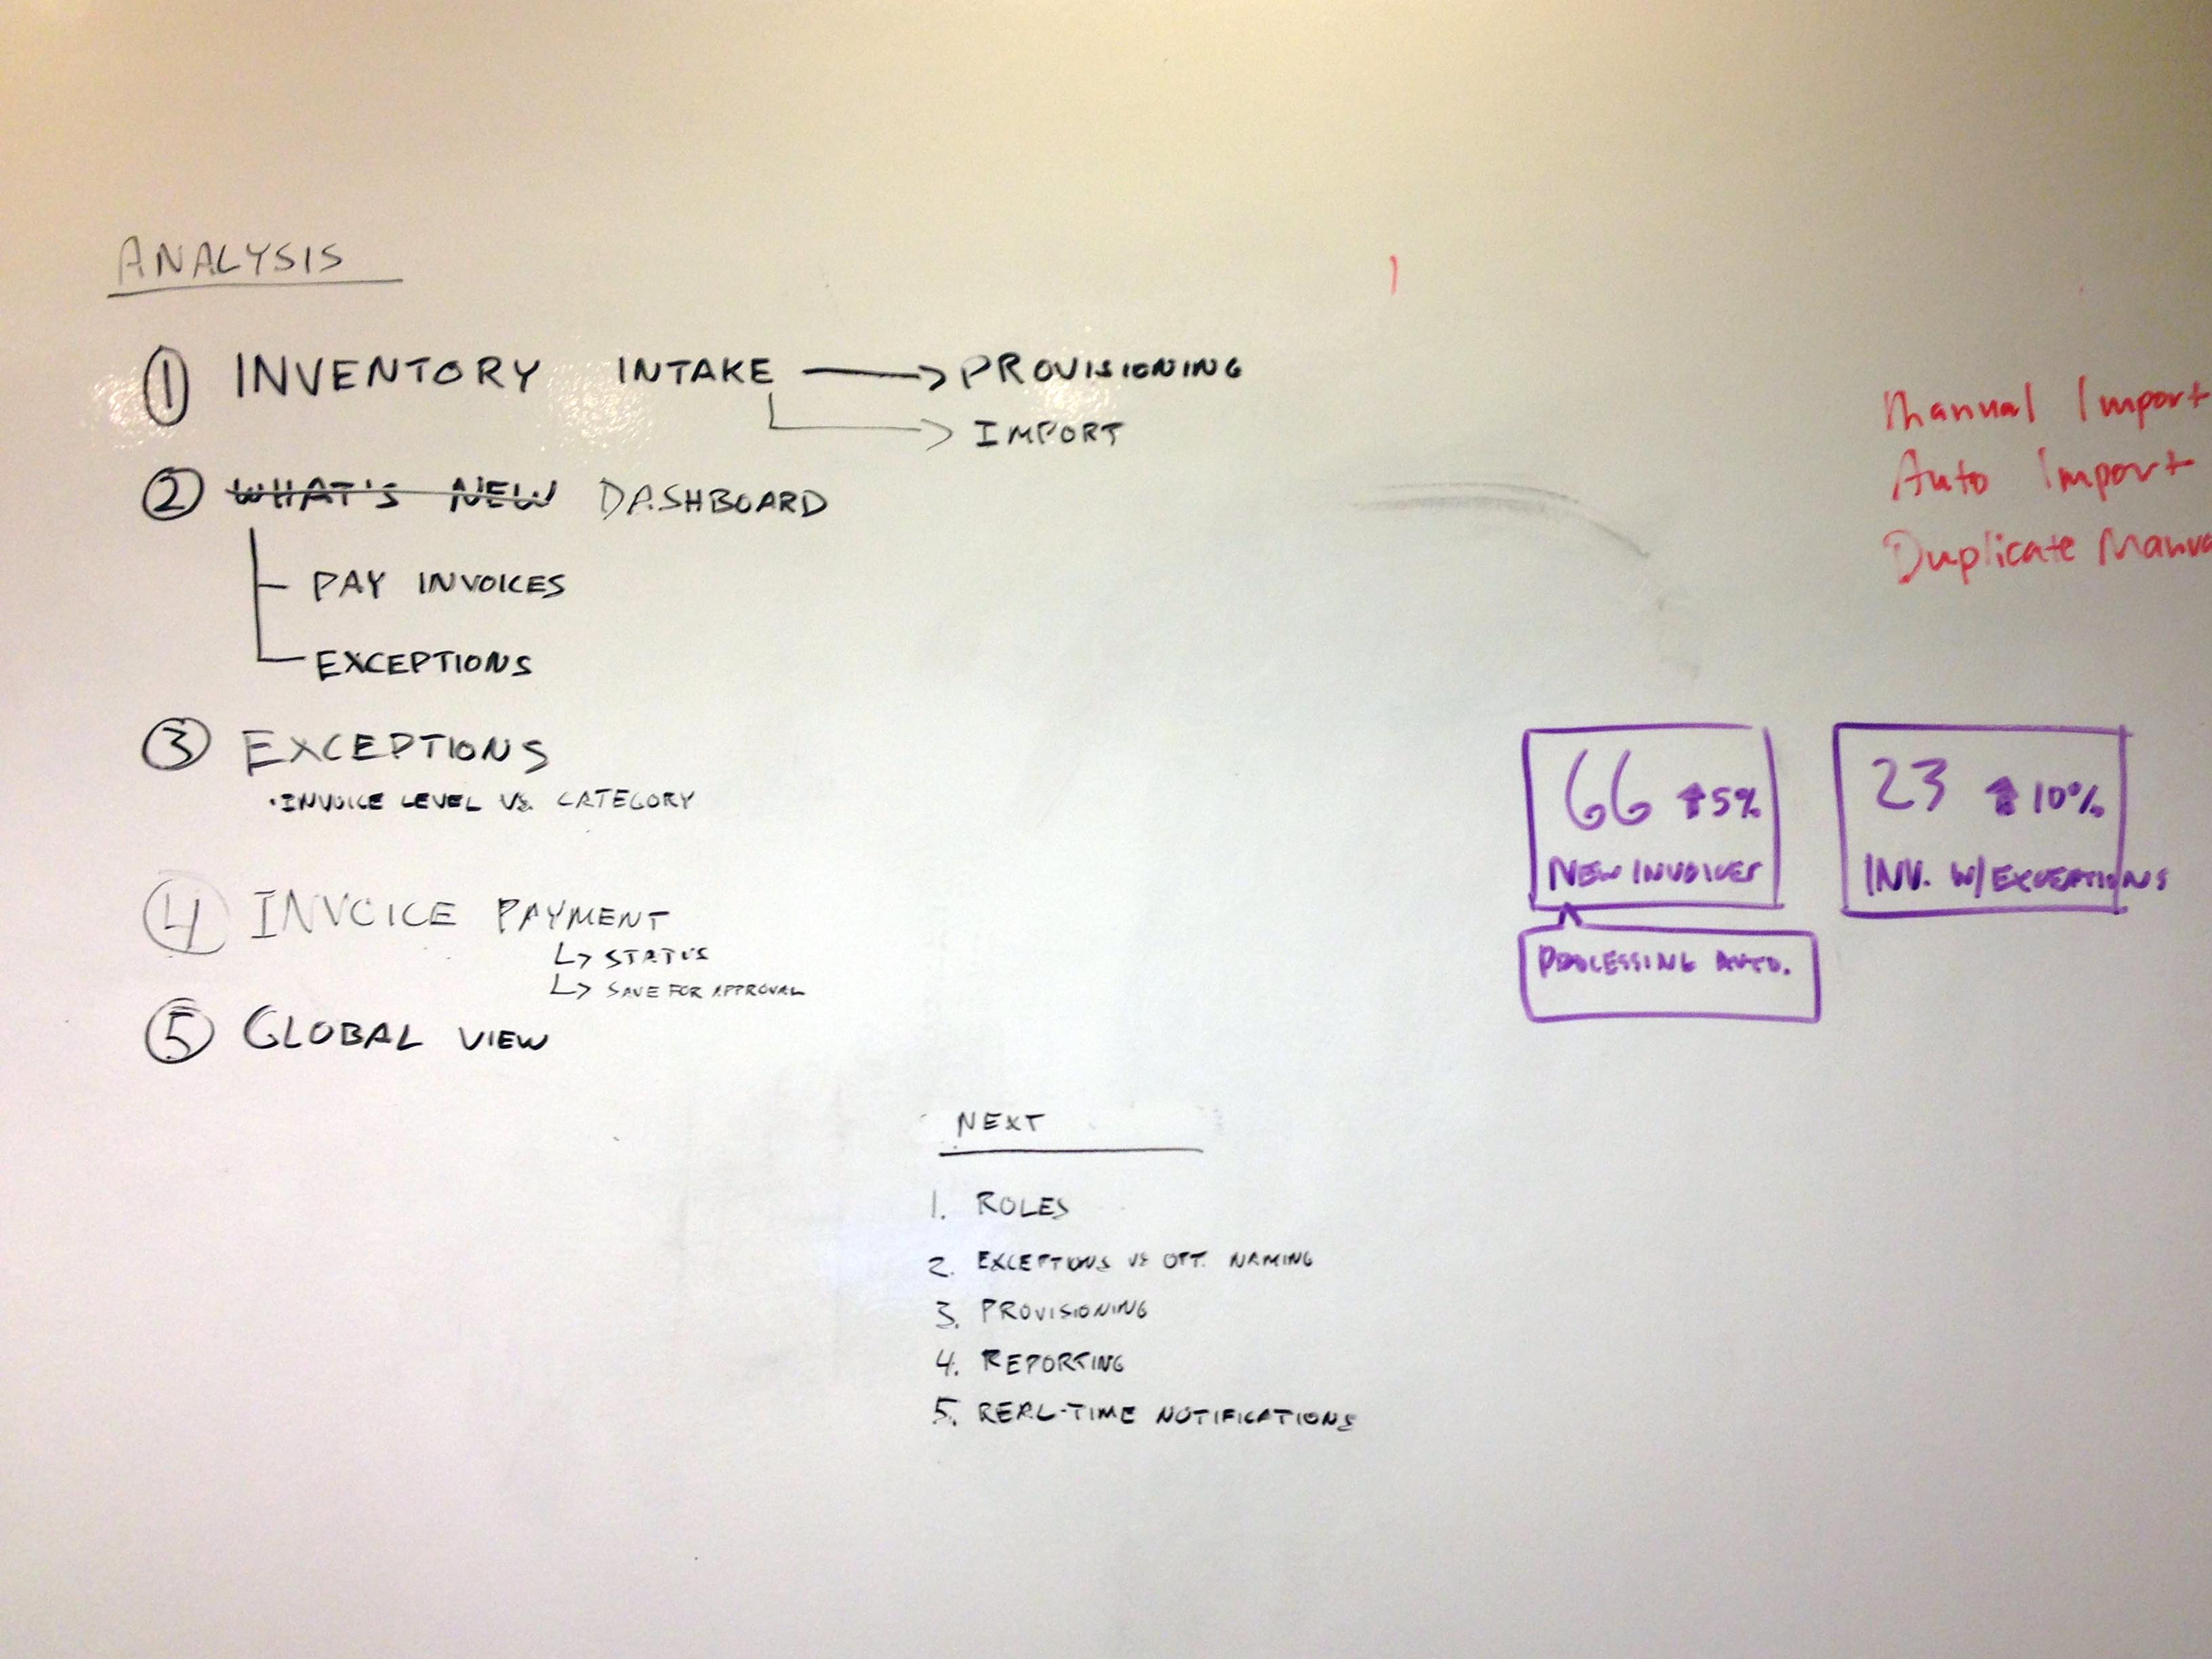 ANALYSIS
① INVENTORY INTAKE → PROVISIONING
→ IMPORT
② WHAT'S NEW DASHBOARD
PAY INVOICES
EXCEPTIONS
③ EXCEPTIONS
· INVOICE LEVEL VS. CATEGORY
④ INVOICE PAYMENT
↳ STATUS
↳ SAVE FOR APPROVAL
⑤ GLOBAL VIEW
NEXT
1. ROLES
2. EXCEPTIONS VS OPT. NAMING
3. PROVISIONING
4. REPORTING
5. REAL-TIME NOTIFICATIONS
Manual Import
Auto Import
Duplicate
66 ↑5%
NEW INVOICES
PROCESSING AUTO.
23 ↑10%
INV. W/ EXCEPTIONS